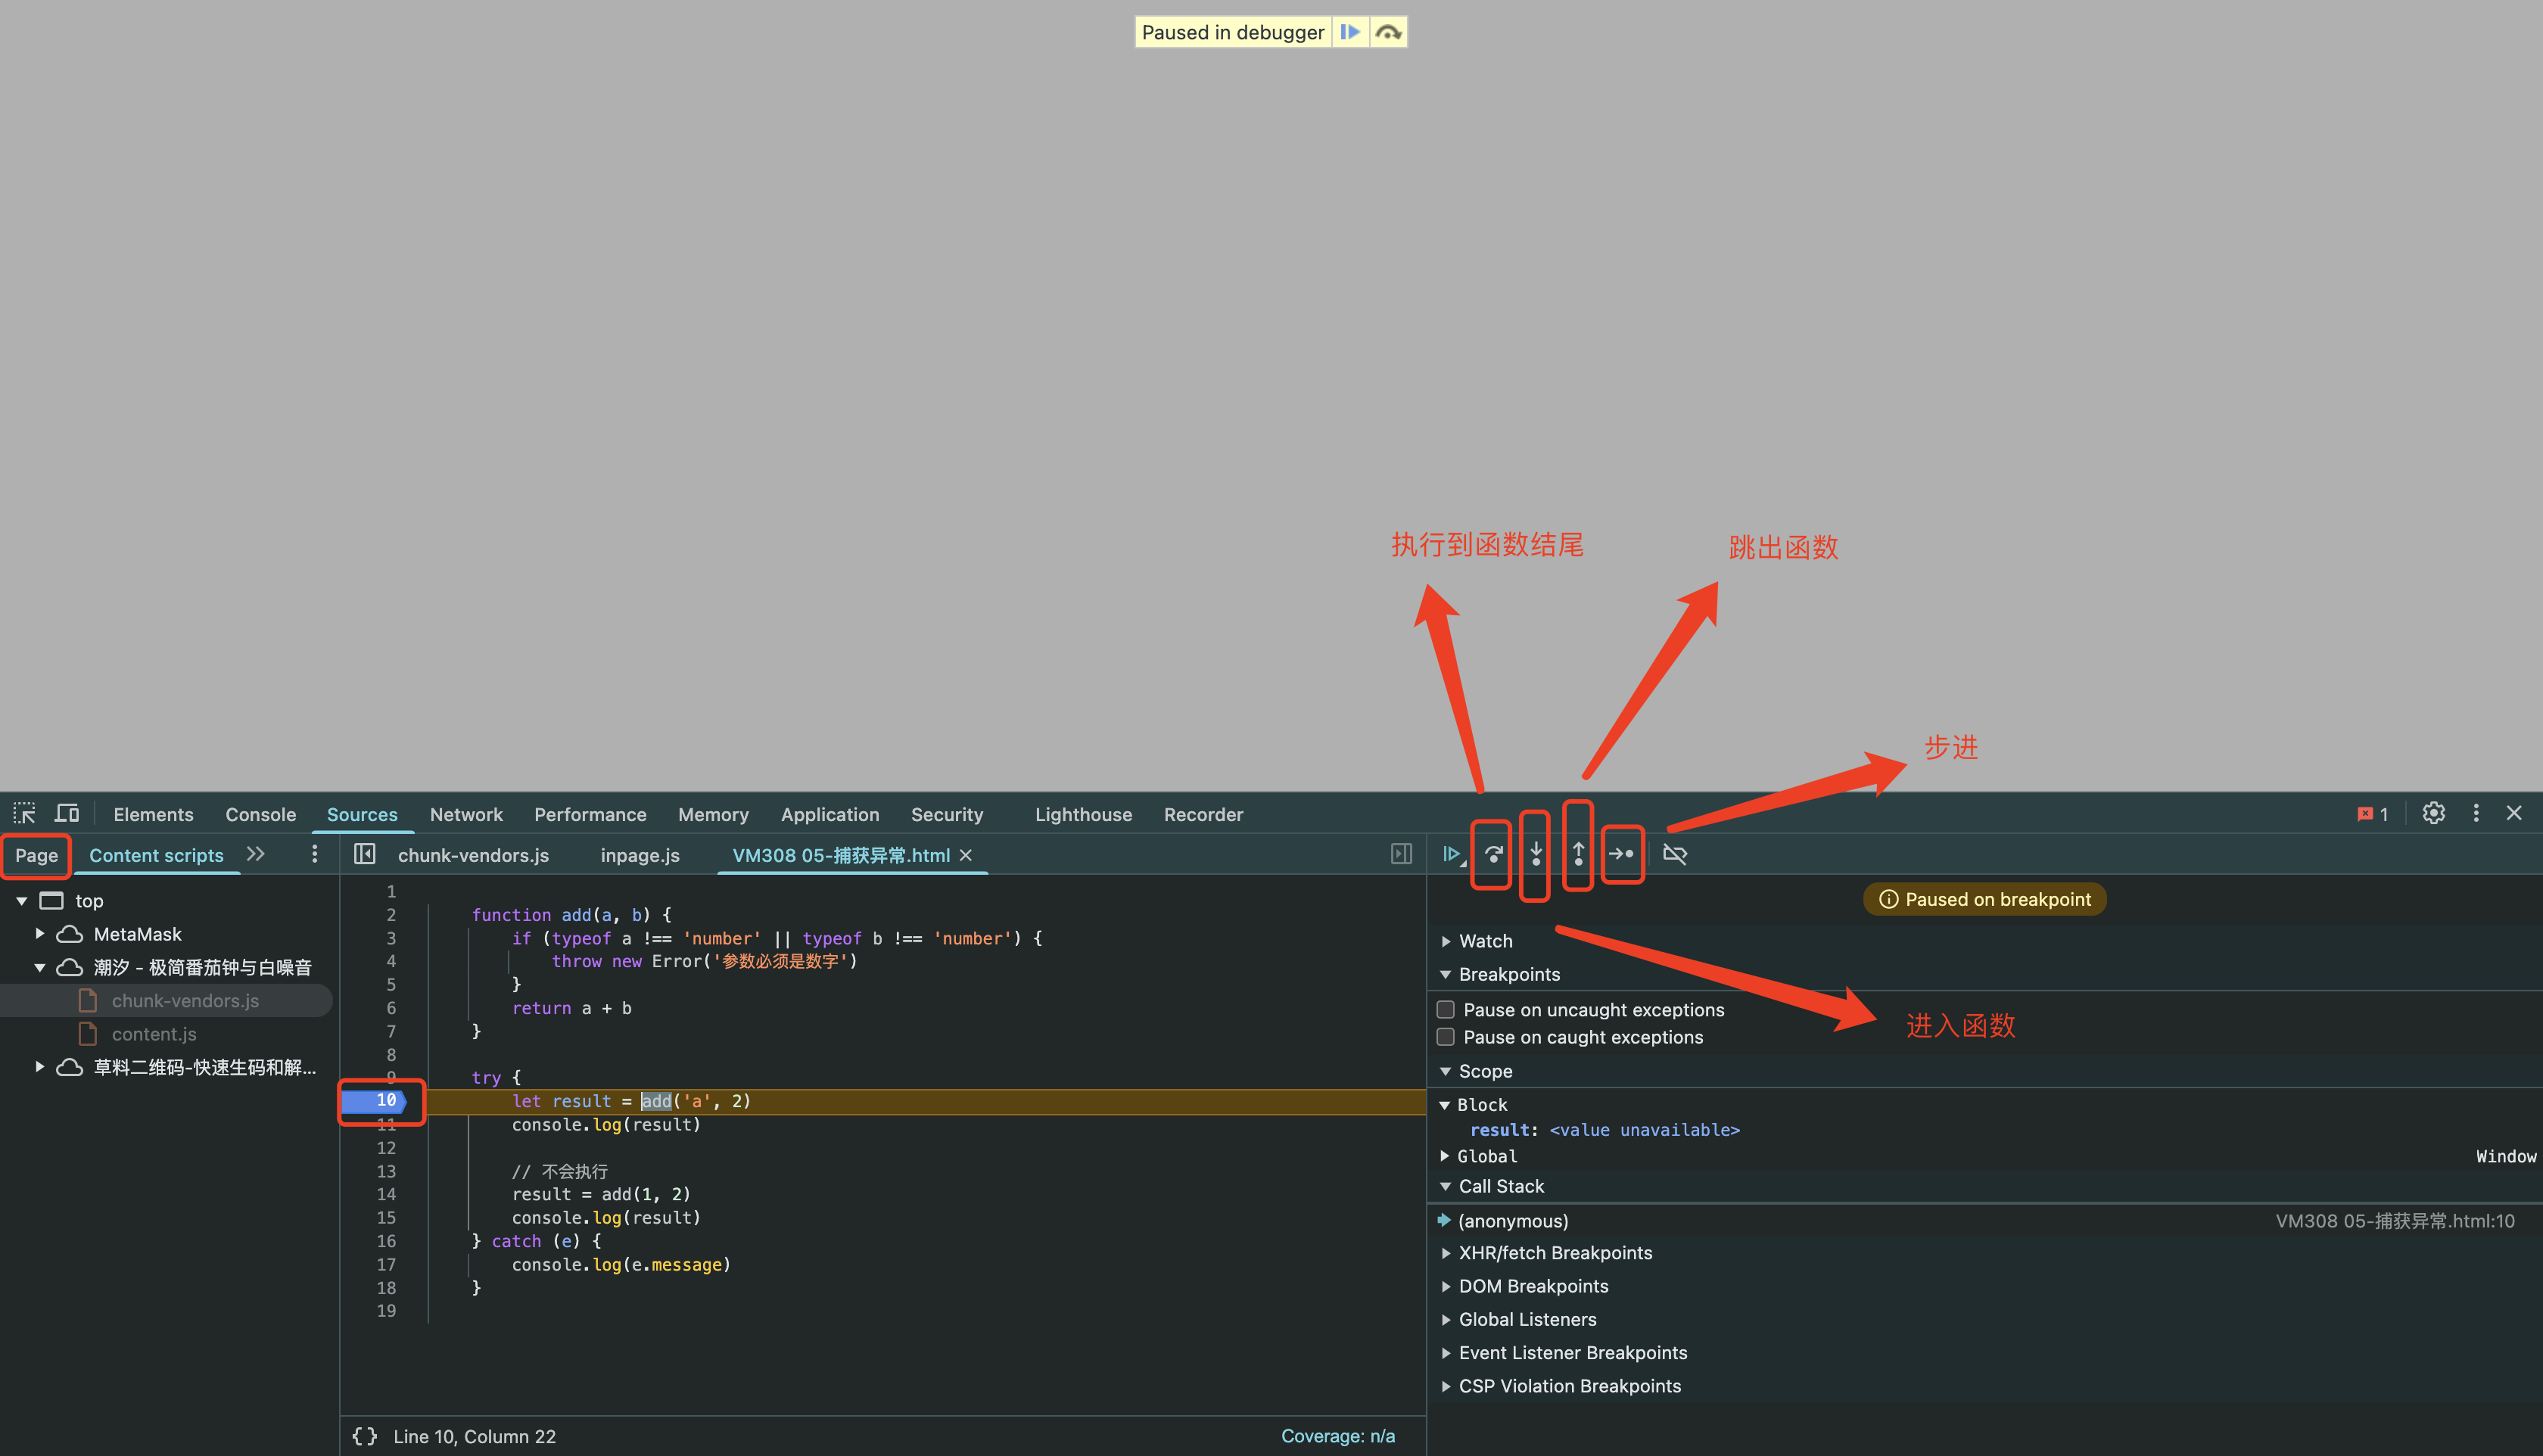 Paused in debugger
执行到函数结尾
跳出函数
步进
Elements Console Sources Network Performance Memory Application Security Lighthouse Recorder 1
Page Content scripts
chunk-vendors.js inpage.js VM308 05-捕获异常.html
top
MetaMask
潮汐 - 极简番茄钟与白噪音
chunk-vendors.js
content.js
草料二维码-快速生码和解...
1
2 function add(a, b) {
3 if (typeof a !== 'number' || typeof b !== 'number') {
4 throw new Error('参数必须是数字')
5 }
6 return a + b
7 }
8
9 try {
10 let result = add('a', 2)
11 console.log(result)
12
13 // 不会执行
14 result = add(1, 2)
15 console.log(result)
16 } catch (e) {
17 console.log(e.message)
18 }
19
{} Line 10, Column 22
Coverage: n/a
Paused on breakpoint
Watch
Breakpoints
Pause on uncaught exceptions
Pause on caught exceptions
进入函数
Scope
Block
result: <value unavailable>
Global Window
Call Stack
(anonymous) VM308 05-捕获异常.html:10
XHR/fetch Breakpoints
DOM Breakpoints
Global Listeners
Event Listener Breakpoints
CSP Violation Breakpoints